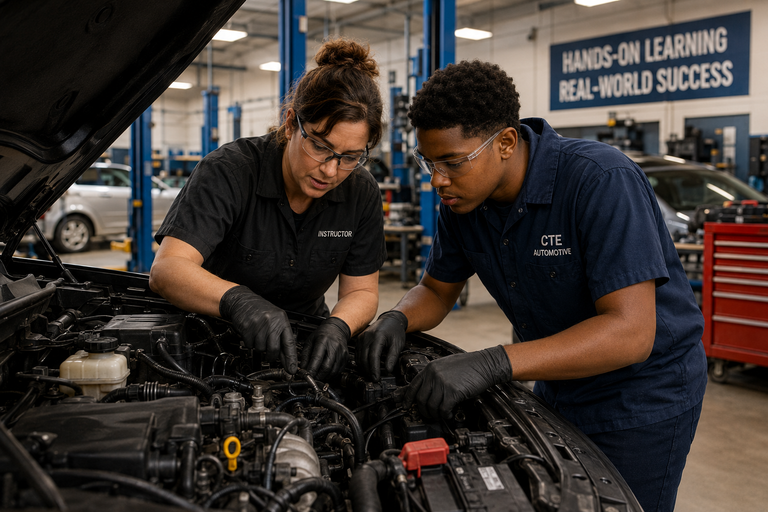 HANDS-ON LEARNING
REAL-WORLD SUCCESS
INSTRUCTOR
CTE
AUTOMOTIVE